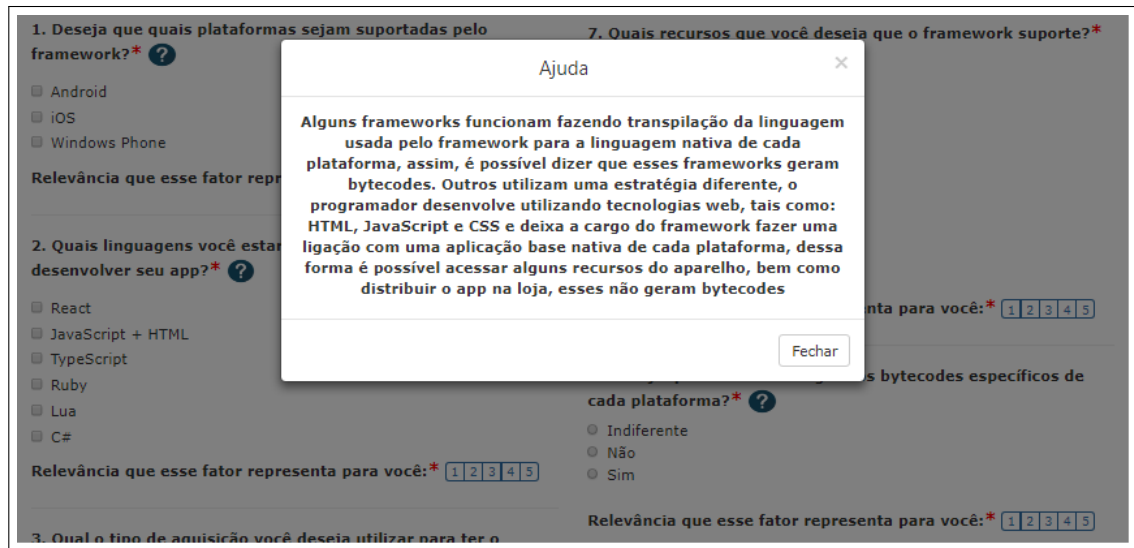 1. Deseja que quais plataformas sejam suportadas pelo
framework?*
Android
iOS
Windows Phone
Relevância que esse fator repr
2. Quais linguagens você estar
desenvolver seu app?*
React
JavaScript + HTML
TypeScript
Ruby
Lua
C#
Relevância que esse fator representa para você:* 1 2 3 4 5
3. Qual o tipo de aquisição você deseja utilizar para ter o
Ajuda ×
Alguns frameworks funcionam fazendo transpilação da linguagem
usada pelo framework para a linguagem nativa de cada
plataforma, assim, é possível dizer que esses frameworks geram
bytecodes. Outros utilizam uma estratégia diferente, o
programador desenvolve utilizando tecnologias web, tais como:
HTML, JavaScript e CSS e deixa a cargo do framework fazer uma
ligação com uma aplicação base nativa de cada plataforma, dessa
forma é possível acessar alguns recursos do aparelho, bem como
distribuir o app na loja, esses não geram bytecodes
Fechar
7. Quais recursos que você deseja que o framework suporte?*
nta para você:* 1 2 3 4 5
s bytecodes específicos de
cada plataforma?*
Indiferente
Não
Sim
Relevância que esse fator representa para você:* 1 2 3 4 5